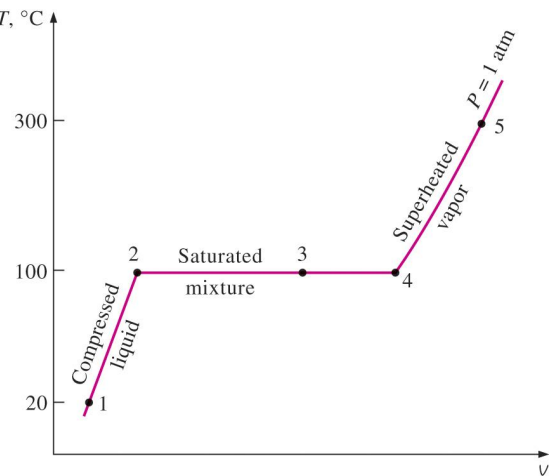 T, °C
P = 1 atm
300
5
Superheated
vapor
2
Saturated
3
100
mixture
4
Compressed
liquid
20
1
ν